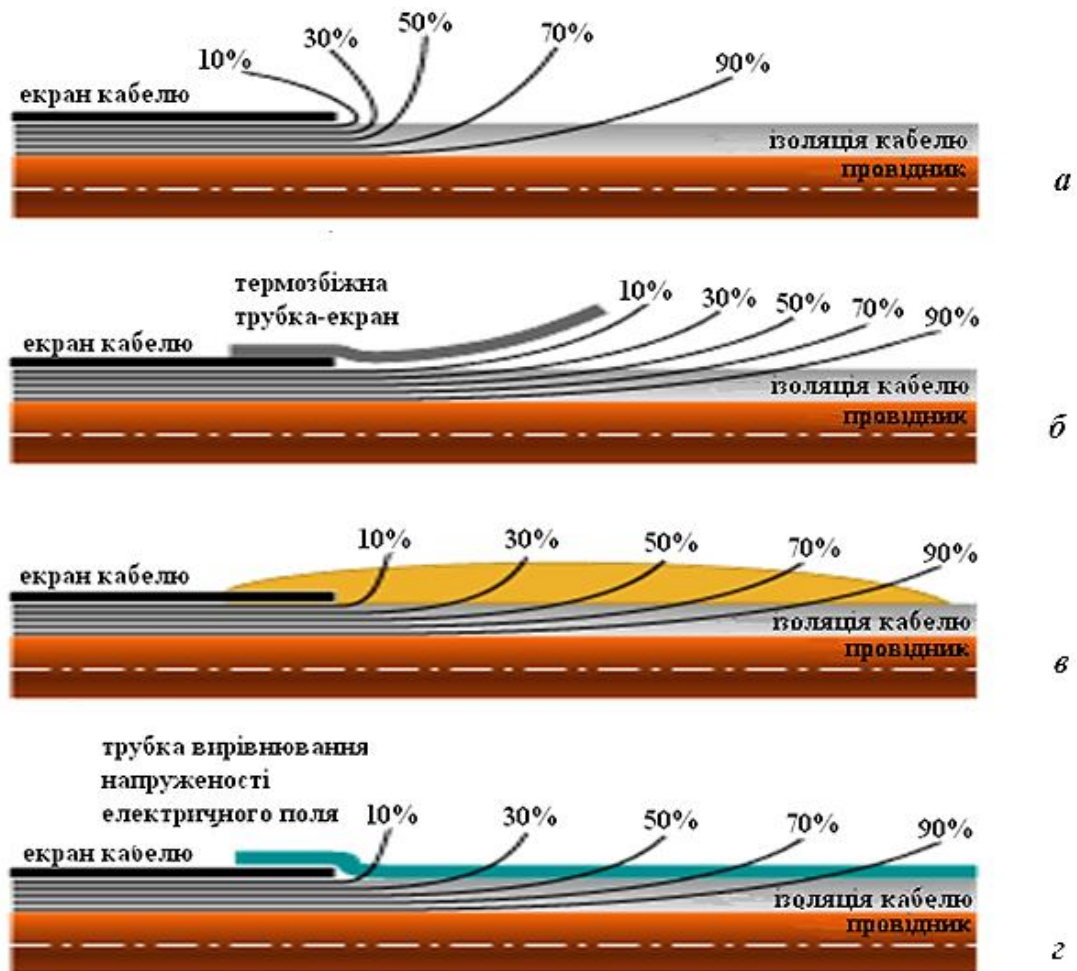 10%
30%
50%
70%
90%
екран кабелю
ізоляція кабелю
провідник
а
термозбіжна
трубка-екран
10%
30%
50%
70%
90%
екран кабелю
ізоляція кабелю
провідник
б
10%
30%
50%
70%
90%
екран кабелю
ізоляція кабелю
провідник
в
трубка вирівнювання
напруженості
електричного поля
10%
30%
50%
70%
90%
екран кабелю
ізоляція кабелю
провідник
г